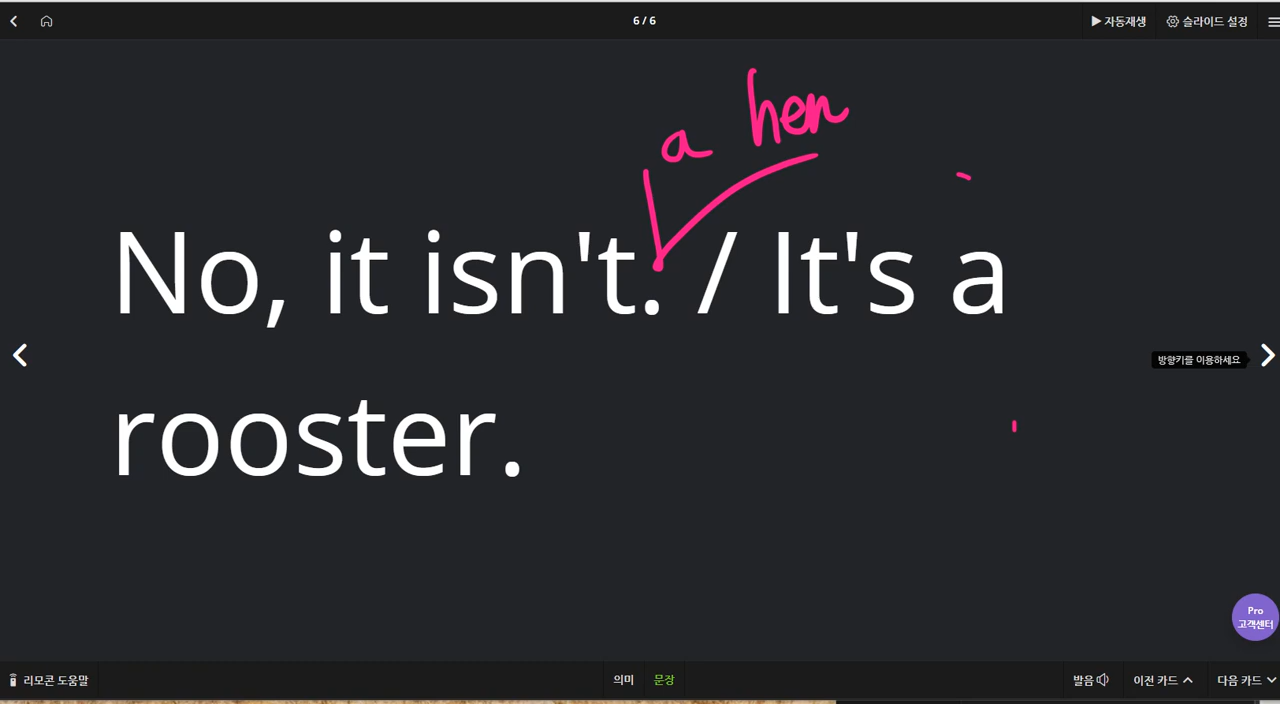 6 / 6
자동재생
슬라이드 설정
a hen
No, it isn't. / It's a
방향키를 이용하세요
rooster.
Pro
고객센터
리모콘 도움말
의미
문장
발음
이전 카드
다음 카드